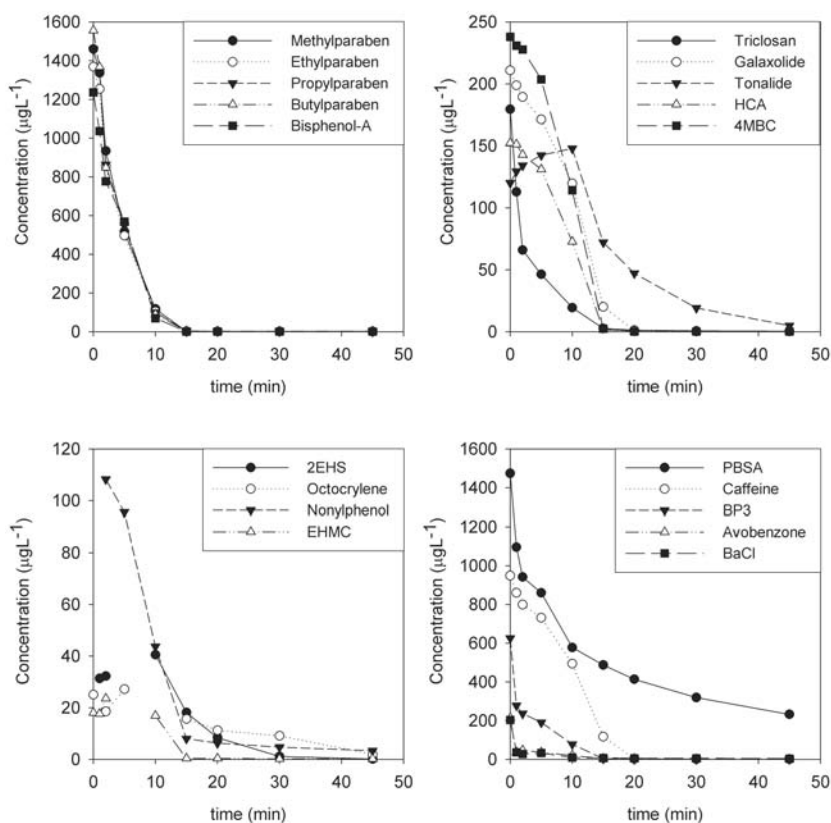 1600
1400
1200
1000
800
600
400
200
0
Concentration (µgL⁻¹)
Methylparaben
Ethylparaben
Propylparaben
Butylparaben
Bisphenol-A
0 10 20 30 40 50
time (min)
250
200
150
100
50
0
Concentration (µgL⁻¹)
Triclosan
Galaxolide
Tonalide
HCA
4MBC
0 10 20 30 40 50
time (min)
120
100
80
60
40
20
0
Concentration (µgL⁻¹)
2EHS
Octocrylene
Nonylphenol
EHMC
0 10 20 30 40 50
time (min)
1600
1400
1200
1000
800
600
400
200
0
Concentration (µgL⁻¹)
PBSA
Caffeine
BP3
Avobenzone
BaCl
0 10 20 30 40 50
time (min)